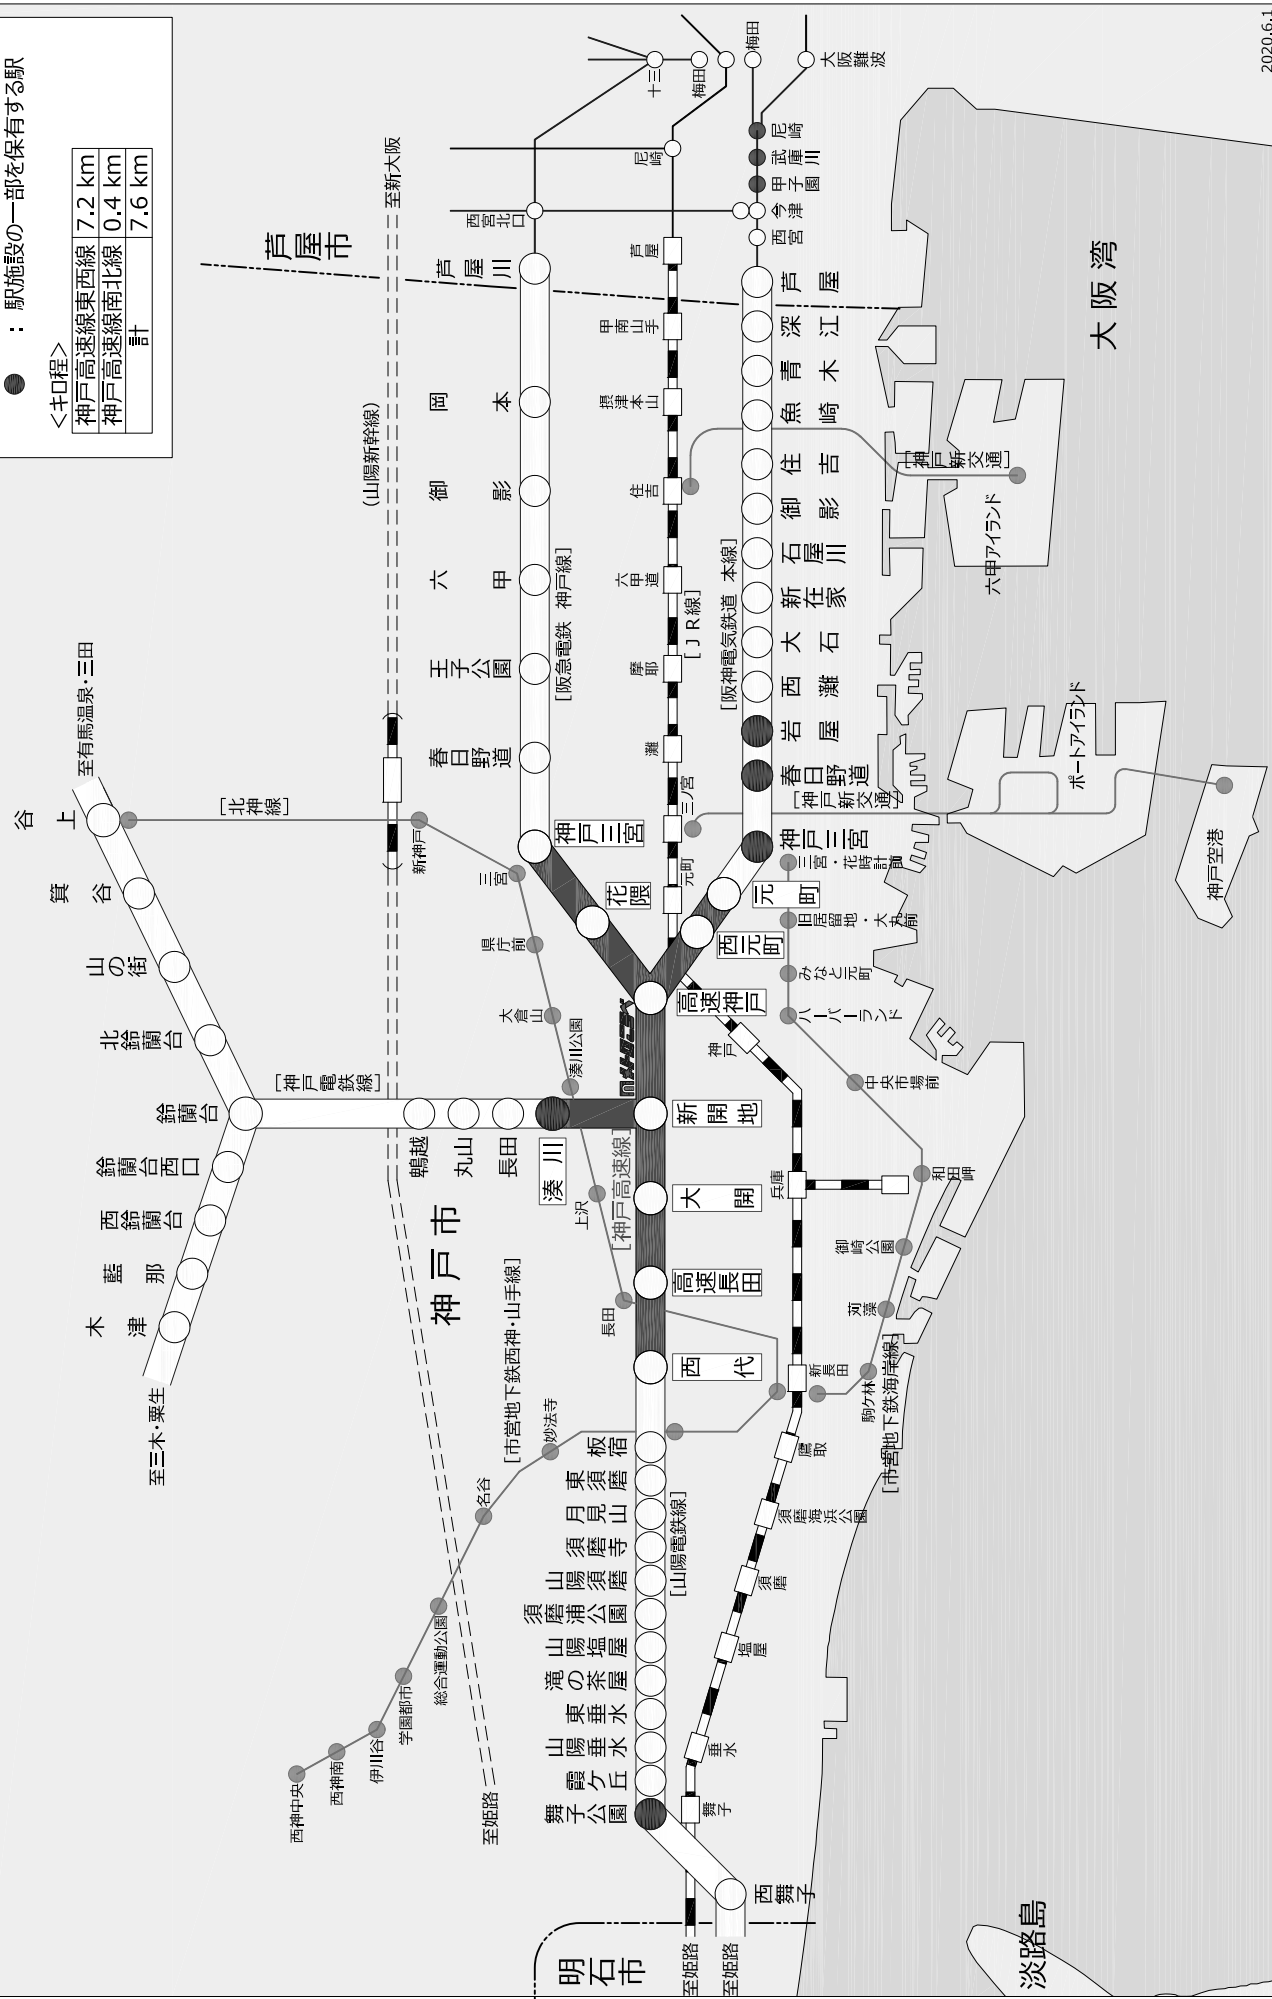 ● : 駅施設の一部を保有する駅
<キロ程>
神戸高速線東西線 7.2 km
神戸高速線南北線 0.4 km
計 7.6 km
2020.6.1
至有馬温泉・三田
谷上
箕谷
山の街
北鈴蘭台
鈴蘭台
鈴蘭台西口
西鈴蘭台
藍那
木津
至三木・粟生
[神戸電鉄線]
鵯越
丸山
長田
湊川
[北神線]
新神戸
三宮
県庁前
大倉山
湊川公園
上沢
長田
妙法寺
名谷
総合運動公園
学園都市
伊川谷
西神南
西神中央
[市営地下鉄西神・山手線]
至新大阪
(山陽新幹線)
至姫路
芦屋市
神戸市
明石市
淡路島
大阪湾
十三
梅田
梅田
大阪難波
尼崎
西宮北口
尼崎
武庫川
甲子園
今津
西宮
芦屋川
岡本
御影
六甲
王子公園
春日野道
神戸三宮
花隈
[阪急電鉄 神戸線]
芦屋
甲南山手
摂津本山
住吉
六甲道
摩耶
灘
三ノ宮
元町
神戸
兵庫
新長田
鷹取
須磨海浜公園
須磨
塩屋
垂水
舞子
至姫路
[JR線]
[阪神電気鉄道 本線]
芦屋
深江
青木
魚崎
住吉
御影
石屋川
新在家
大石
西灘
岩屋
春日野道
神戸三宮
元町
西元町
高速神戸
新開地
大開
高速長田
西代
[神戸高速線]
板宿
東須磨
月見山
須磨寺
山陽須磨
須磨浦公園
山陽塩屋
滝の茶屋
東垂水
山陽垂水
霞ケ丘
舞子公園
西舞子
至姫路
[山陽電鉄線]
三宮・花時計前
旧居留地・大丸前
みなと元町
ハーバーランド
中央市場前
和田岬
御崎公園
苅藻
駒ケ林
[市営地下鉄海岸線]
[神戸新交通]
六甲アイランド
[神戸新交通]
ポートアイランド
神戸空港